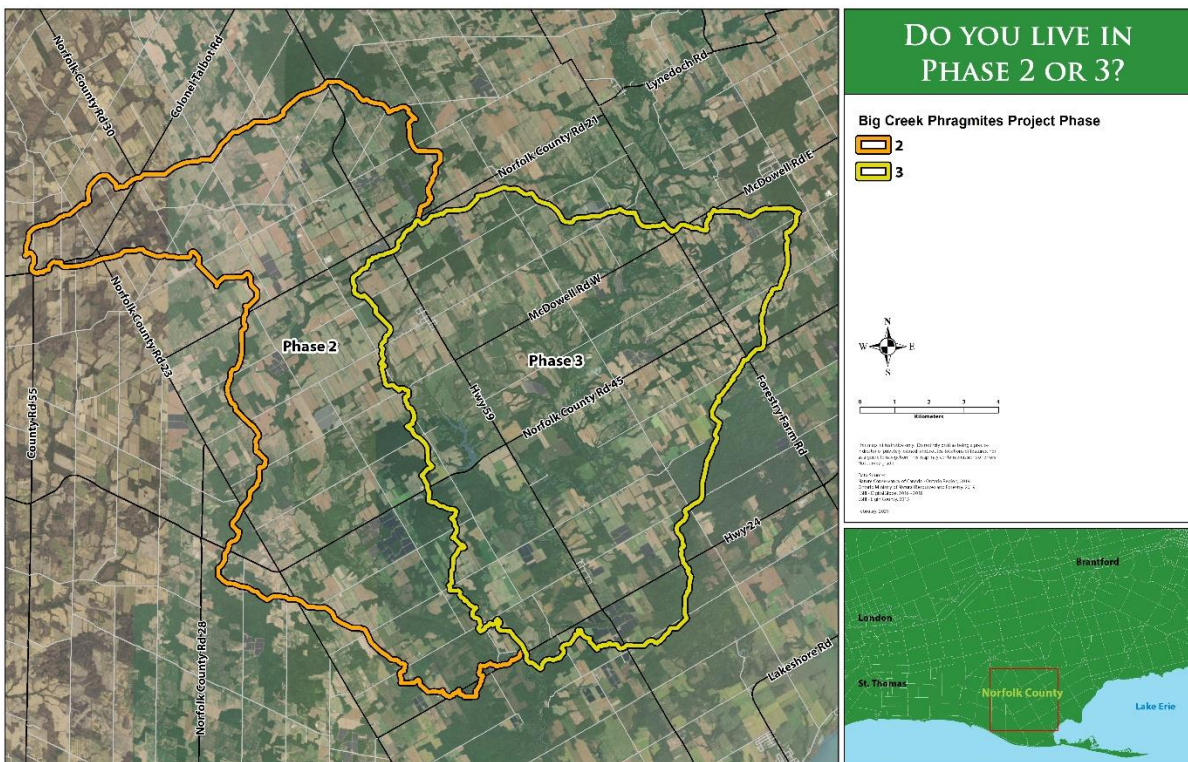 DO YOU LIVE IN
PHASE 2 OR 3?
Big Creek Phragmites Project Phase
2
3
N
W
E
S
0 1 2 3 4
Kilometers
February, 2021
Norfolk County Rd 30
Colonel Talbot Rd
Lynedoch Rd
Norfolk County Rd 21
McDowell Rd E
Norfolk County Rd 23
McDowell Rd W
Phase 2
Phase 3
County Rd 55
Hwy 59
Norfolk County Rd 45
Forestry Farm Rd
Hwy 24
Norfolk County Rd 28
Lakeshore Rd
Brantford
London
St. Thomas
Norfolk County
Lake Erie